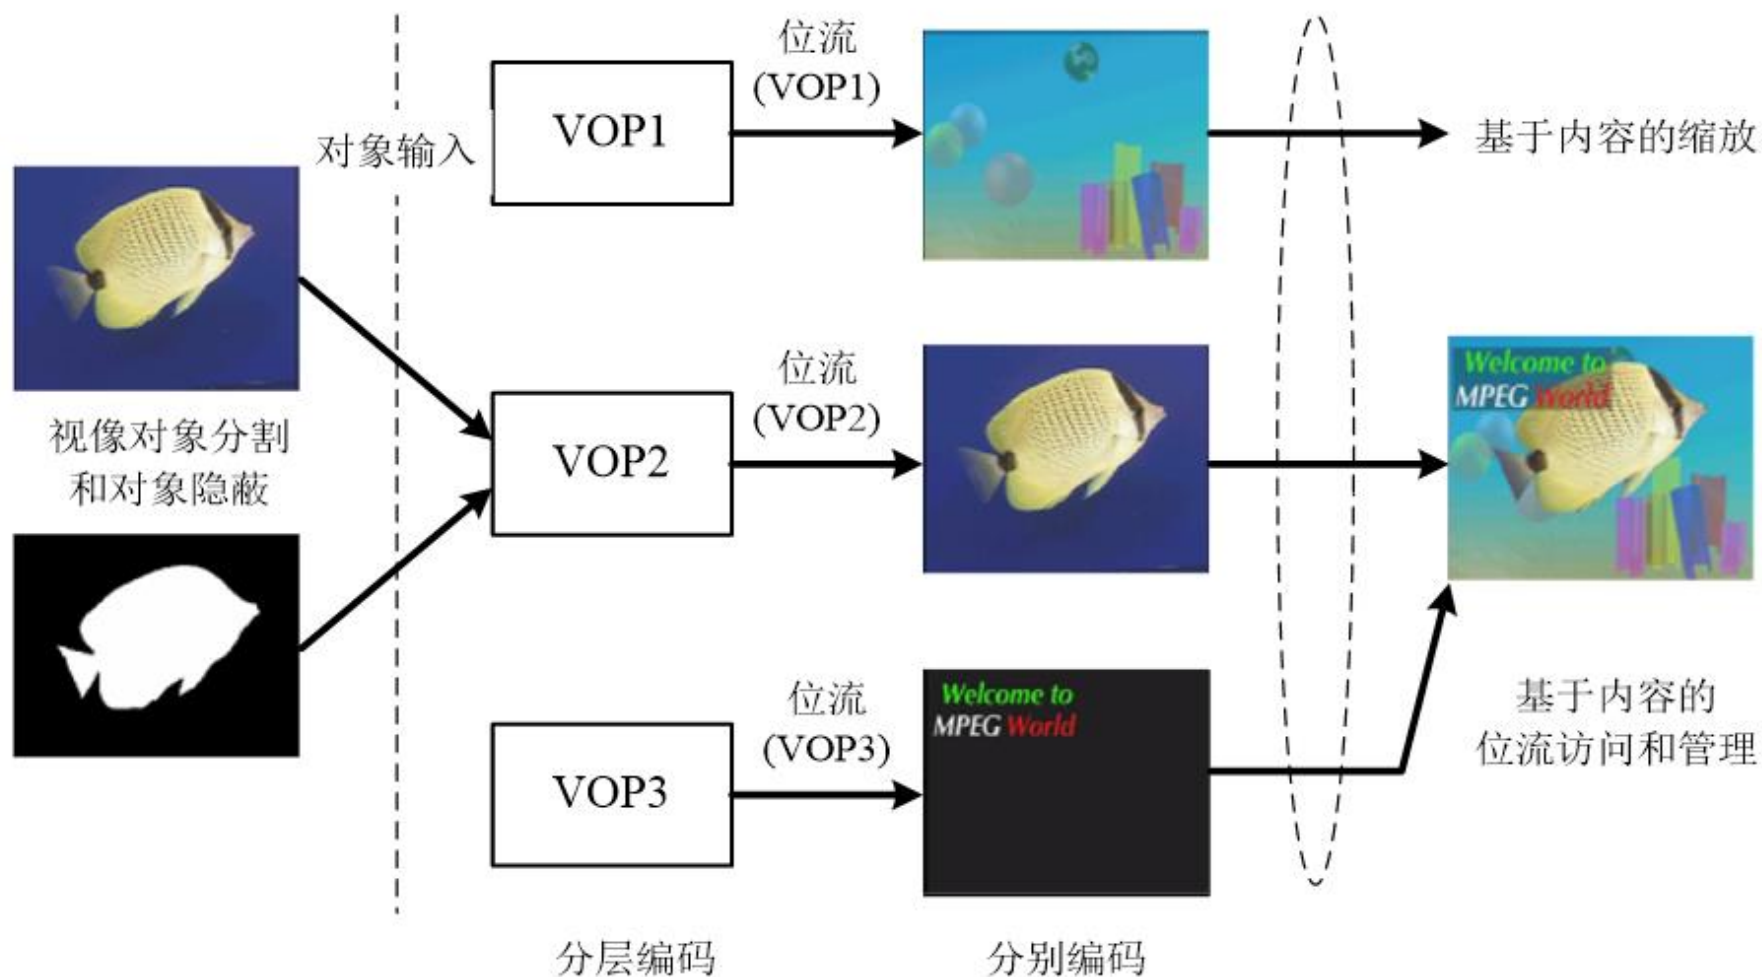 对象输入
视像对象分割
和对象隐蔽
VOP1
位流
(VOP1)
基于内容的缩放
VOP2
位流
(VOP2)
Welcome to
MPEG World
VOP3
位流
(VOP3)
Welcome to
MPEG World
基于内容的
位流访问和管理
分层编码
分别编码